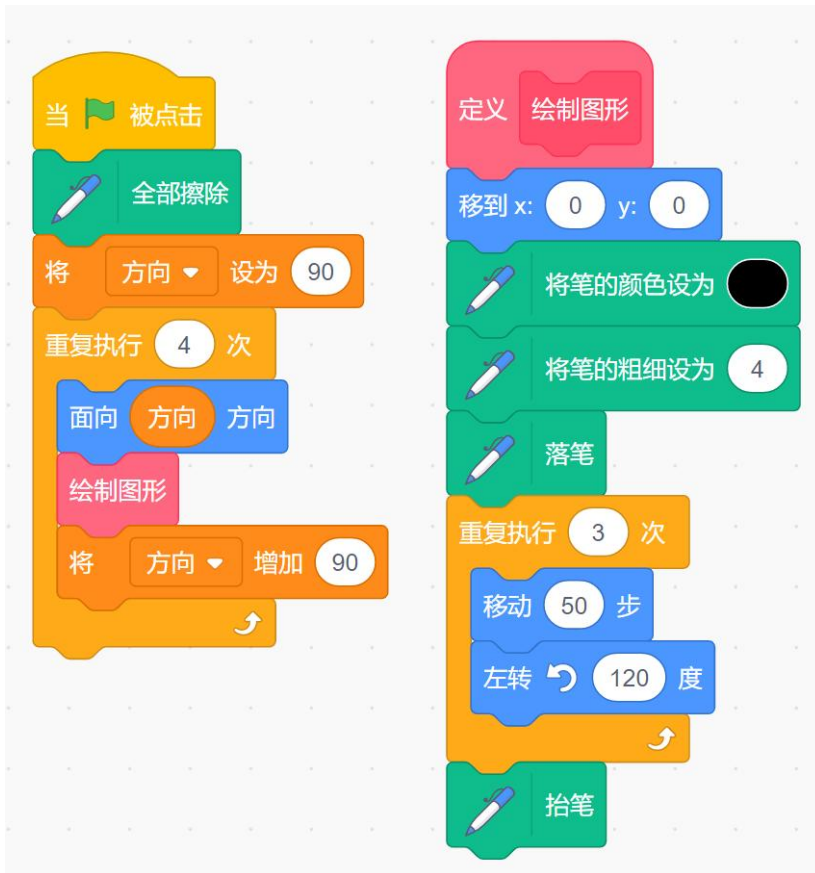 当 被点击
全部擦除
将 方向 设为 90
重复执行 4 次
面向 方向 方向
绘制图形
将 方向 增加 90
定义 绘制图形
移到 x: 0 y: 0
将笔的颜色设为
将笔的粗细设为 4
落笔
重复执行 3 次
移动 50 步
左转 120 度
抬笔